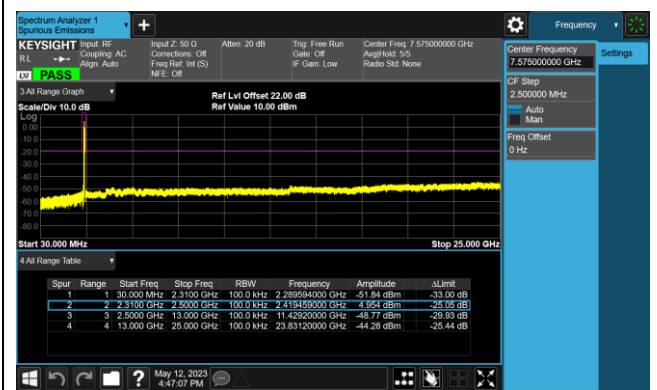 Spectrum Analyzer 1
Spurious Emissions
Frequency
KEYSIGHT Input: RF Input Z: 50 Ω Atten: 20 dB Trig: Free Run Center Freq: 7.575000000 GHz
RL Coupling: AC Corrections: Off Gate: Off Avg|Hold: 5/5
Align: Auto Freq Ref: Int (S) IF Gain: Low Radio Std: None
LXI PASS NFE: Off
Center Frequency
7.575000000 GHz
Settings
CF Step
2.500000 MHz
Auto
Man
Freq Offset
0 Hz
3 All Range Graph
Ref Lvl Offset 22.00 dB
Scale/Div 10.0 dB Ref Value 10.00 dBm
Log
0.00
-10.0
-20.0
-30.0
-40.0
-50.0
-60.0
-70.0
-80.0
Start 30.000 MHz Stop 25.000 GHz
4 All Range Table
Spur Range Start Freq Stop Freq RBW Frequency Amplitude ΔLimit
1 1 30.000 MHz 2.3100 GHz 100.0 kHz 2.289594000 GHz -51.84 dBm -33.00 dB
2 2 2.3100 GHz 2.5000 GHz 100.0 kHz 2.419459000 GHz 4.954 dBm -25.05 dB
3 3 2.5000 GHz 13.000 GHz 100.0 kHz 11.42920000 GHz -48.77 dBm -29.93 dB
4 4 13.000 GHz 25.000 GHz 100.0 kHz 23.83120000 GHz -44.28 dBm -25.44 dB
May 12, 2023
4:47:07 PM